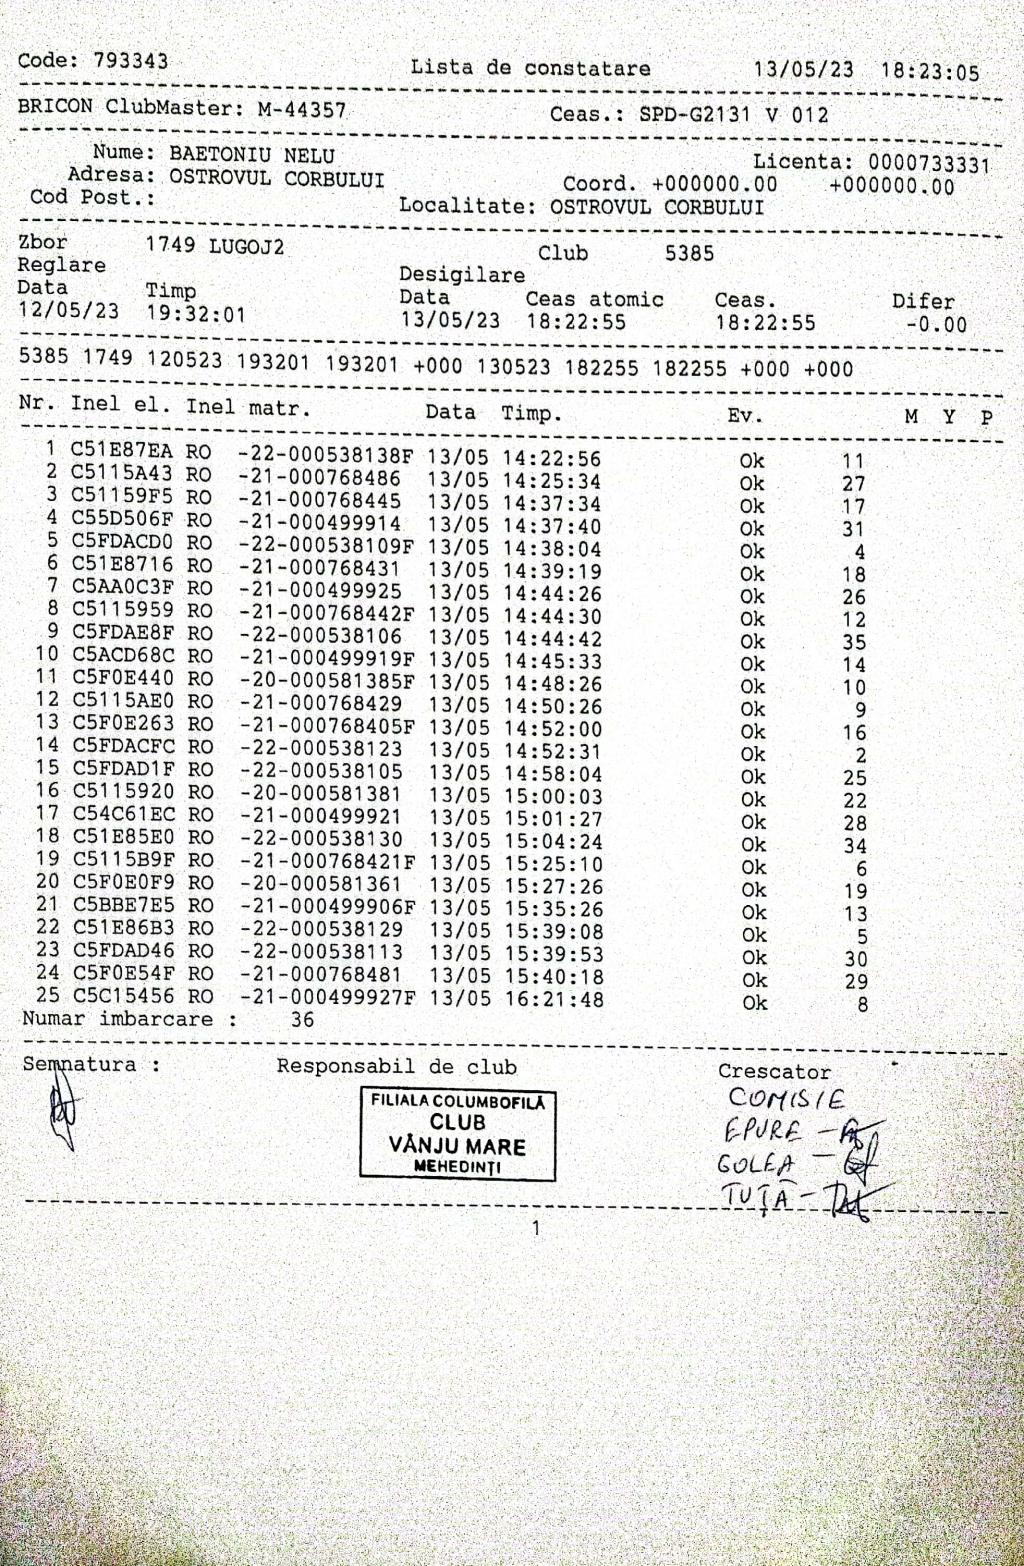 Code: 793343 Lista de constatare 13/05/23 18:23:05
BRICON ClubMaster: M-44357 Ceas.: SPD-G2131 V 012
Nume: BAETONIU NELU Licenta: 0000733331
Adresa: OSTROVUL CORBULUI Coord. +000000.00 +000000.00
Cod Post.: Localitate: OSTROVUL CORBULUI
Zbor 1749 LUGOJ2 Club 5385
Reglare Desigilare
Data Timp Data Ceas atomic Ceas. Difer
12/05/23 19:32:01 13/05/23 18:22:55 18:22:55 -0.00
5385 1749 120523 193201 193201 +000 130523 182255 182255 +000 +000
Nr. Inel el. Inel matr. Data Timp. Ev. M Y P
1 C51E87EA RO -22-000538138F 13/05 14:22:56 Ok 11
2 C5115A43 RO -21-000768486 13/05 14:25:34 Ok 27
3 C51159F5 RO -21-000768445 13/05 14:37:34 Ok 17
4 C55D506F RO -21-000499914 13/05 14:37:40 Ok 31
5 C5FDACD0 RO -22-000538109F 13/05 14:38:04 Ok 4
6 C51E8716 RO -21-000768431 13/05 14:39:19 Ok 18
7 C5AA0C3F RO -21-000499925 13/05 14:44:26 Ok 26
8 C5115959 RO -21-000768442F 13/05 14:44:30 Ok 12
9 C5FDAE8F RO -22-000538106 13/05 14:44:42 Ok 35
10 C5ACD68C RO -21-000499919F 13/05 14:45:33 Ok 14
11 C5F0E440 RO -20-000581385F 13/05 14:48:26 Ok 10
12 C5115AE0 RO -21-000768429 13/05 14:50:26 Ok 9
13 C5F0E263 RO -21-000768405F 13/05 14:52:00 Ok 16
14 C5FDACFC RO -22-000538123 13/05 14:52:31 Ok 2
15 C5FDAD1F RO -22-000538105 13/05 14:58:04 Ok 25
16 C5115920 RO -20-000581381 13/05 15:00:03 Ok 22
17 C54C61EC RO -21-000499921 13/05 15:01:27 Ok 28
18 C51E85E0 RO -22-000538130 13/05 15:04:24 Ok 34
19 C5115B9F RO -21-000768421F 13/05 15:25:10 Ok 6
20 C5F0E0F9 RO -20-000581361 13/05 15:27:26 Ok 19
21 C5BBE7E5 RO -21-000499906F 13/05 15:35:26 Ok 13
22 C51E86B3 RO -22-000538129 13/05 15:39:08 Ok 5
23 C5FDAD46 RO -22-000538113 13/05 15:39:53 Ok 30
24 C5F0E54F RO -21-000768481 13/05 15:40:18 Ok 29
25 C5C15456 RO -21-000499927F 13/05 16:21:48 Ok 8
Numar imbarcare : 36
Semnatura : Responsabil de club Crescator
FILIALA COLUMBOFILĂ
CLUB
VÂNJU MARE
MEHEDINȚI
COMISIE
EPURE -
GOLEA -
TUȚĂ -
1